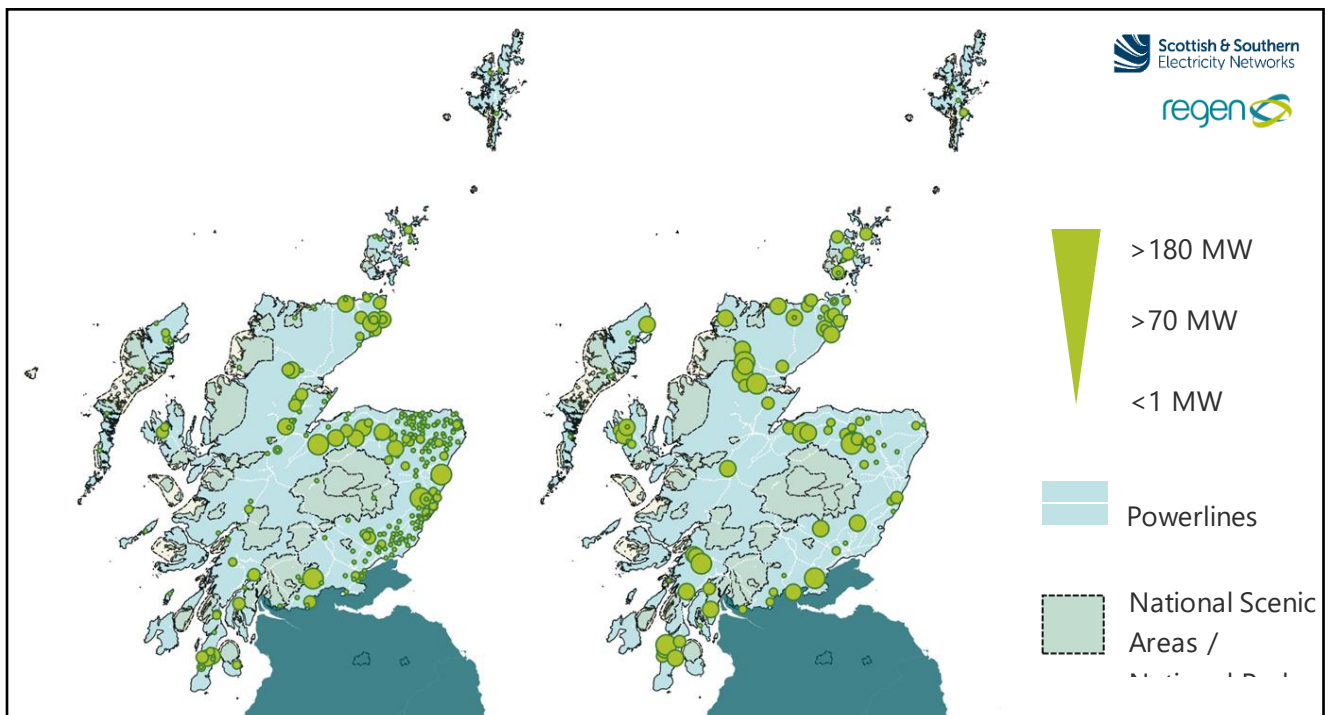 Scottish & Southern
Electricity Networks
regen
>180 MW
>70 MW
<1 MW
Powerlines
National Scenic
Areas /